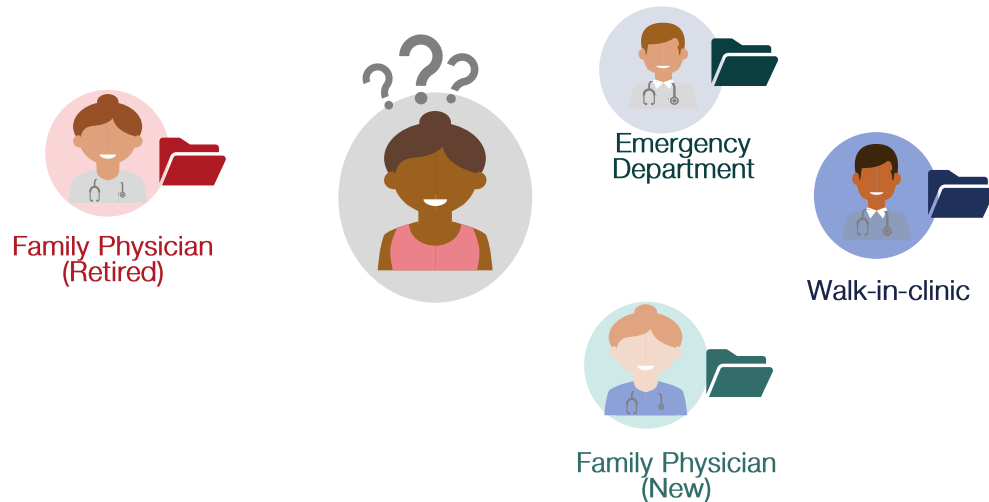 ? ? ?
Emergency
Department
Family Physician
(Retired)
Walk-in-clinic
Family Physician
(New)